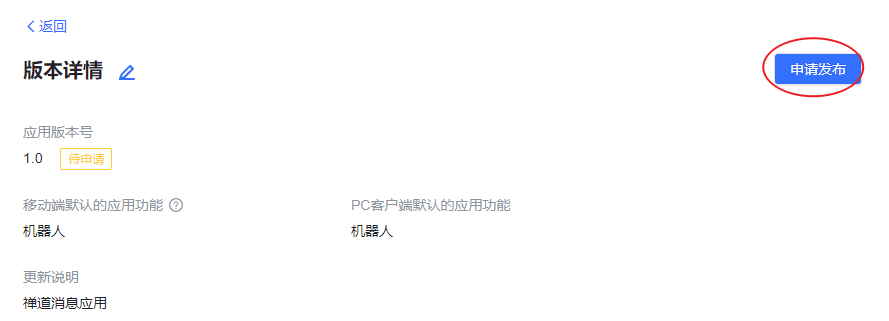 返回
版本详情
申请发布
应用版本号
1.0 待申请
移动端默认的应用功能
PC客户端默认的应用功能
机器人
机器人
更新说明
禅道消息应用